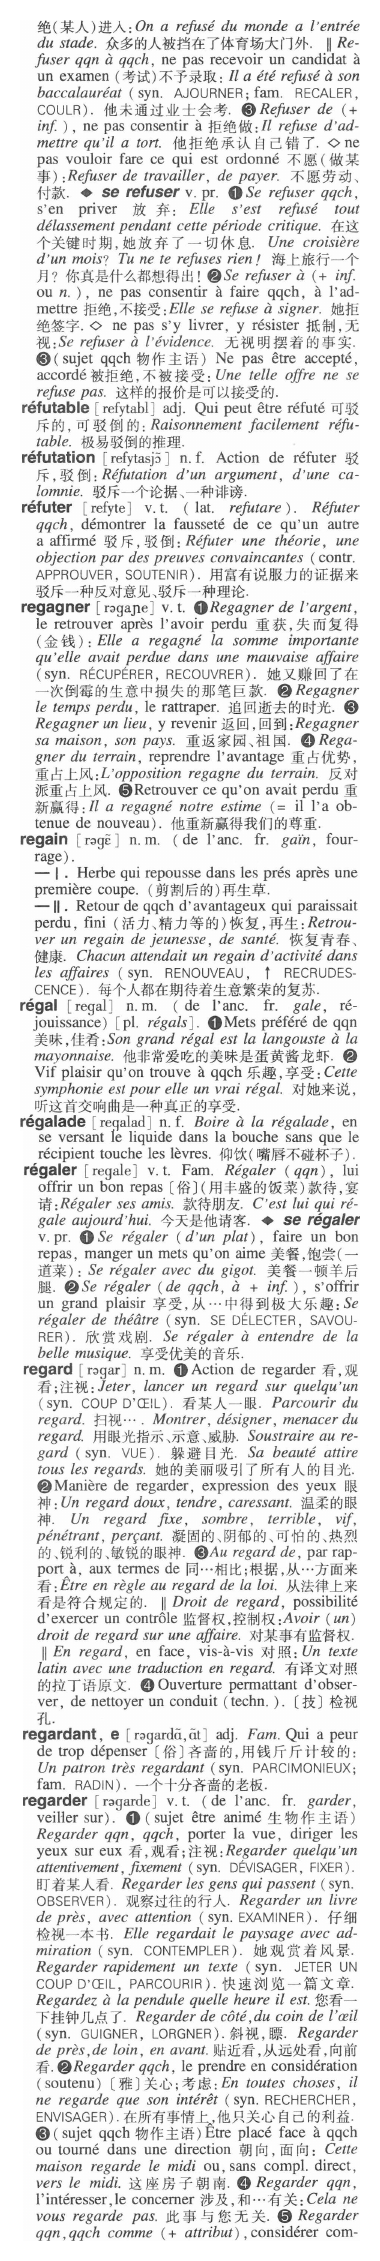 绝(某人)进入:On a refusé du monde a l'entrée
du stade. 众多的人被挡在了体育场大门外. ‖ Re-
fuser qqn à qqch, ne pas recevoir un candidat à
un examen (考试)不予录取: Il a été refusé à son
baccalauréat (syn. AJOURNER; fam. RECALER,
COULR). 他未通过业士会考. ❸ Refuser de (+
inf.), ne pas consentir à 拒绝做:Il refuse d'ad-
mettre qu'il a tort. 他拒绝承认自己错了. ◇ ne
pas vouloir fare ce qui est ordonné 不愿(做某
事):Refuser de travailler, de payer. 不愿劳动、
付款. ◆ se refuser v. pr. ❶ Se refuser qqch,
s'en priver 放弃: Elle s'est refusé tout
délassement pendant cette période critique. 在这
个关键时期,她放弃了一切休息. Une croisière
d'un mois? Tu ne te refuses rien! 海上旅行一个
月? 你真是什么都想得出! ❷ Se refuser à (+ inf.
ou n.), ne pas consentir à faire qqch, à l'ad-
mettre 拒绝,不接受:Elle se refuse à signer. 她拒
绝签字. ◇ ne pas s'y livrer, y résister 抵制,无
视:Se refuser à l'évidence. 无视明摆着的事实.
❸ (sujet qqch 物作主语) Ne pas être accepté,
accordé 被拒绝,不被接受: Une telle offre ne se
refuse pas. 这样的报价是可以接受的.
réfutable [refytabl] adj. Qui peut être réfuté 可驳
斥的,可驳倒的: Raisonnement facilement réfu-
table. 极易驳倒的推理.
réfutation [refytasjɔ̃] n. f. Action de réfuter 驳
斥,驳倒: Réfutation d'un argument, d'une ca-
lomnie. 驳斥一个论据、一种诽谤.
réfuter [refyte] v. t. (lat. refutare). Réfuter
qqch, démontrer la fausseté de ce qu'un autre
a affirmé 驳斥,驳倒: Réfuter une théorie, une
objection par des preuves convaincantes (contr.
APPROUVER, SOUTENIR). 用富有说服力的证据来
驳斥一种反对意见、驳斥一种理论.
regagner [rəgaɲe] v. t. ❶ Regagner de l'argent,
le retrouver après l'avoir perdu 重获,失而复得
(金钱): Elle a regagné la somme importante
qu'elle avait perdue dans une mauvaise affaire
(syn. RÉCUPÉRER, RECOUVRER). 她又赚回了在
一次倒霉的生意中损失的那笔巨款. ❷ Regagner
le temps perdu, le rattraper. 追回逝去的时光. ❸
Regagner un lieu, y revenir 返回,回到:Regagner
sa maison, son pays. 重返家园、祖国. ❹ Rega-
gner du terrain, reprendre l'avantage 重占优势,
重占上风:L'opposition regagne du terrain. 反对
派重占上风. ❺ Retrouver ce qu'on avait perdu 重
新赢得:Il a regagné notre estime (= il l'a ob-
tenue de nouveau). 他重新赢得我们的尊重.
regain [rəgɛ̃] n. m. (de l'anc. fr. gaïn, four-
rage).
— Ⅰ. Herbe qui repousse dans les prés après une
première coupe. (剪割后的)再生草.
— Ⅱ. Retour de qqch d'avantageux qui paraissait
perdu, fini (活力、精力等的)恢复,再生: Retrou-
ver un regain de jeunesse, de santé. 恢复青春、
健康. Chacun attendait un regain d'activité dans
les affaires (syn. RENOUVEAU, ↑ RECRUDES-
CENCE). 每个人都在期待着生意繁荣的复苏.
régal [regal] n. m. (de l'anc. fr. gale, ré-
jouissance) [pl. régals]. ❶ Mets préféré de qqn
美味,佳肴:Son grand régal est la langouste à la
mayonnaise. 他非常爱吃的美味是蛋黄酱龙虾. ❷
Vif plaisir qu'on trouve à qqch 乐趣,享受:Cette
symphonie est pour elle un vrai régal. 对她来说,
听这首交响曲是一种真正的享受.
régalade [regalad] n. f. Boire à la régalade, en
se versant le liquide dans la bouche sans que le
récipient touche les lèvres. 仰饮(嘴唇不碰杯子).
régaler [regale] v. t. Fam. Régaler (qqn), lui
offrir un bon repas [俗](用丰盛的饭菜)款待,宴
请:Régaler ses amis. 款待朋友. C'est lui qui ré-
gale aujourd'hui. 今天是他请客. ◆ se régaler
v. pr. ❶ Se régaler (d'un plat), faire un bon
repas, manger un mets qu'on aime 美餐,饱尝(一
道菜): Se régaler avec du gigot. 美餐一顿羊后
腿. ❷ Se régaler (de qqch, à + inf.), s'offrir
un grand plaisir 享受,从…中得到极大乐趣:Se
régaler de théâtre (syn. SE DÉLECTER, SAVOU-
RER). 欣赏戏剧. Se régaler à entendre de la
belle musique. 享受优美的音乐.
regard [rəgar] n. m. ❶ Action de regarder 看,观
看;注视:Jeter, lancer un regard sur quelqu'un
(syn. COUP D'ŒIL). 看某人一眼. Parcourir du
regard. 扫视…. Montrer, désigner, menacer du
regard. 用眼光指示、示意、威胁. Soustraire au re-
gard (syn. VUE). 躲避目光. Sa beauté attire
tous les regards. 她的美丽吸引了所有人的目光.
❷ Manière de regarder, expression des yeux 眼
神:Un regard doux, tendre, caressant. 温柔的眼
神. Un regard fixe, sombre, terrible, vif,
pénétrant, perçant. 凝固的、阴郁的、可怕的、热烈
的、锐利的、敏锐的眼神. ❸ Au regard de, par rap-
port à, aux termes de 同…相比;根据,从…方面来
看:Être en règle au regard de la loi. 从法律上来
看是符合规定的. ‖ Droit de regard, possibilité
d'exercer un contrôle 监督权,控制权:Avoir (un)
droit de regard sur une affaire. 对某事有监督权.
‖ En regard, en face, vis-à-vis 对照:Un texte
latin avec une traduction en regard. 有译文对照
的拉丁语原文. ❹ Ouverture permattant d'obser-
ver, de nettoyer un conduit (techn.). [技] 检视
孔.
regardant, e [rəgardɑ̃,ɑ̃t] adj. Fam. Qui a peur
de trop dépenser [俗]吝啬的,用钱斤斤计较的:
Un patron très regardant (syn. PARCIMONIEUX;
fam. RADIN). 一个十分吝啬的老板.
regarder [rəgarde] v. t. (de l'anc. fr. garder,
veiller sur). ❶ (sujet être animé 生物作主语)
Regarder qqn, qqch, porter la vue, diriger les
yeux sur eux 看,观看;注视:Regarder quelqu'un
attentivement, fixement (syn. DÉVISAGER, FIXER).
盯着某人看. Regarder les gens qui passent (syn.
OBSERVER). 观察过往的行人. Regarder un livre
de près, avec attention (syn. EXAMINER). 仔细
检视一本书. Elle regardait le paysage avec ad-
miration (syn. CONTEMPLER). 她观赏着风景.
Regarder rapidement un texte (syn. JETER UN
COUP D'ŒIL, PARCOURIR). 快速浏览一篇文章.
Regardez à la pendule quelle heure il est. 您看一
下挂钟几点了. Regarder de côté,du coin de l'œil
(syn. GUIGNER, LORGNER). 斜视,瞟. Regarder
de près,de loin, en avant. 贴近看,从远处看,向前
看. ❷ Regarder qqch, le prendre en considération
(soutenu) [雅]关心;考虑:En toutes choses, il
ne regarde que son intérêt (syn. RECHERCHER,
ENVISAGER). 在所有事情上,他只关心自己的利益.
❸ (sujet qqch 物作主语) Être placé face à qqch
ou tourné dans une direction 朝向,面向: Cette
maison regarde le midi ou, sans compl. direct,
vers le midi. 这座房子朝南. ❹ Regarder qqn,
l'intéresser,le concerner 涉及,和…有关:Cela ne
vous regarde pas. 此事与您无关. ❺ Regarder
qqn,qqch comme (+ attribut), considérer com-